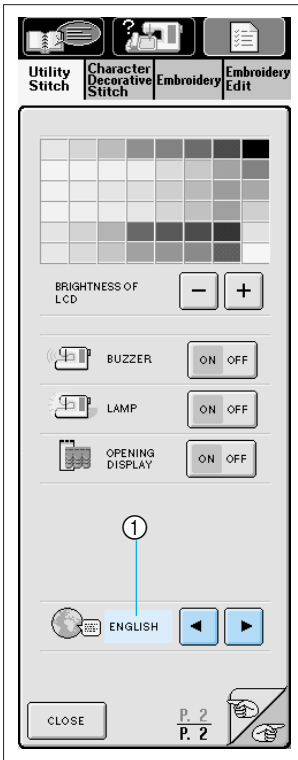 ?
Utility
Stitch
Character
Decorative
Stitch
Embroidery
Embroidery
Edit
BRIGHTNESS OF
LCD
− +
BUZZER ON OFF
LAMP ON OFF
OPENING
DISPLAY
ON OFF
①
ENGLISH ◄ ►
CLOSE
P. 2
P. 2